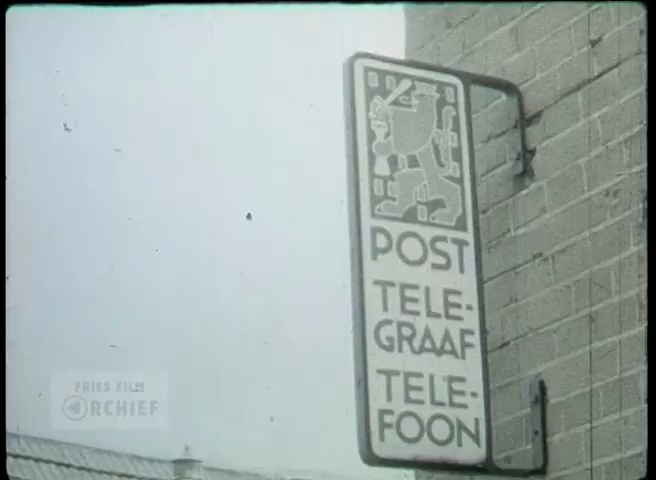 POST
TELE-
GRAAF
TELE-
FOON
FRIES FILM
ARCHIEF